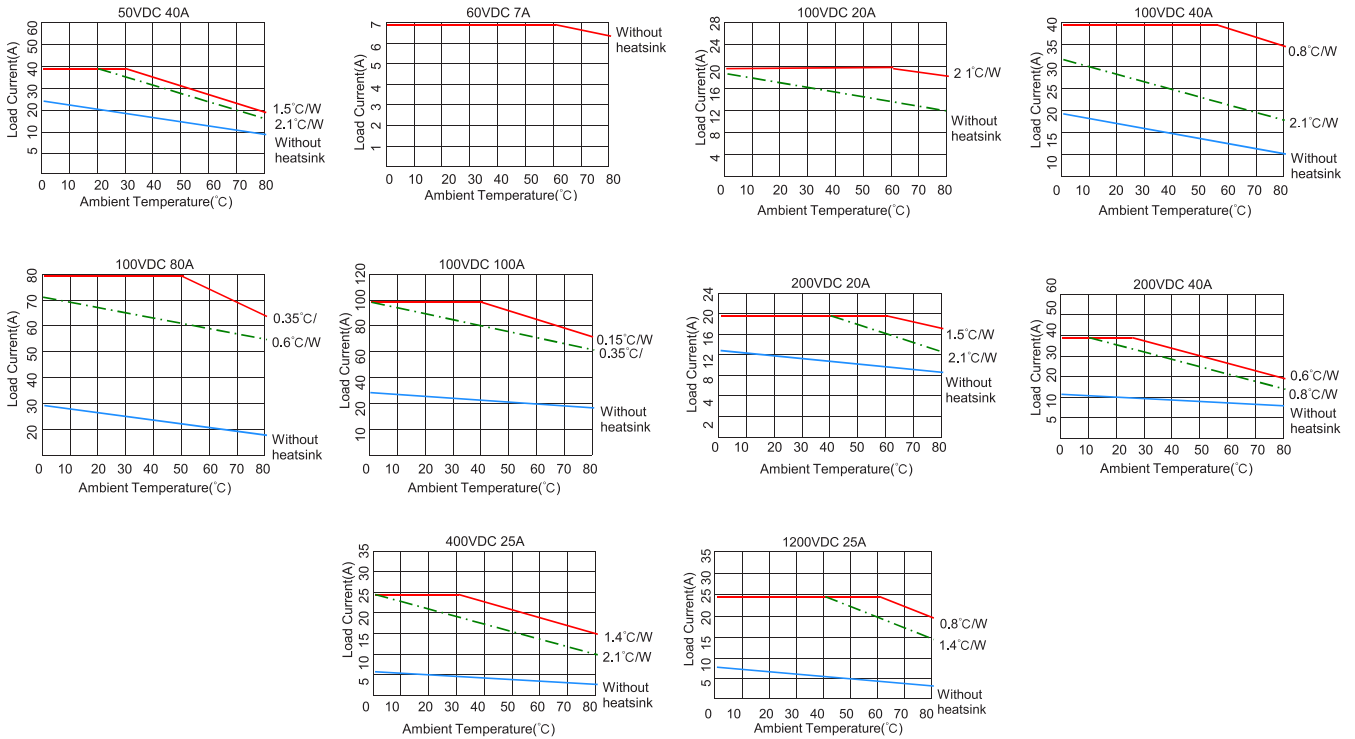 50VDC 40A
Load Current(A)
60
50
40
30
20
10
5
0 10 20 30 40 50 60 70 80
Ambient Temperature(°C)
1.5°C/W
2.1°C/W
Without
heatsink
60VDC 7A
Load Current(A)
7
6
5
4
3
2
1
0 10 20 30 40 50 60 70 80
Ambient Temperature(°C)
Without
heatsink
100VDC 20A
Load Current(A)
28
24
20
16
12
8
4
0 10 20 30 40 50 60 70 80
Ambient Temperature(°C)
2 1°C/W
Without
heatsink
100VDC 40A
Load Current(A)
40
35
30
25
20
15
10
0 10 20 30 40 50 60 70 80
Ambient Temperature(°C)
0.8°C/W
2.1°C/W
Without
heatsink
100VDC 80A
Load Current(A)
80
70
60
50
40
30
20
0 10 20 30 40 50 60 70 80
Ambient Temperature(°C)
0.35°C/
0.6°C/W
Without
heatsink
100VDC 100A
Load Current(A)
120
100
80
60
40
20
10
0 10 20 30 40 50 60 70 80
Ambient Temperature(°C)
0.15°C/W
0.35°C/
Without
heatsink
200VDC 20A
Load Current(A)
24
20
16
12
8
4
2
0 10 20 30 40 50 60 70 80
Ambient Temperature(°C)
1.5°C/W
2.1°C/W
Without
heatsink
200VDC 40A
Load Current(A)
60
50
40
30
20
10
5
0 10 20 30 40 50 60 70 80
Ambient Temperature(°C)
0.6°C/W
0.8°C/W
Without
heatsink
400VDC 25A
Load Current(A)
35
30
25
20
15
10
5
0 10 20 30 40 50 60 70 80
Ambient Temperature(°C)
1.4°C/W
2.1°C/W
Without
heatsink
1200VDC 25A
Load Current(A)
35
30
25
20
15
10
5
0 10 20 30 40 50 60 70 80
Ambient Temperature(°C)
0.8°C/W
1.4°C/W
Without
heatsink